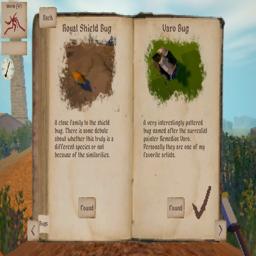 Back
Royal Shield Bug
A close family to the shield
bug. There is some debate
about whether this truly is a
different species or not
because of the similarities.
Found
Bugs
Varo Bug
A very interestingly patterned
bug named after the surrealist
painter Remedios Varo.
Personally they are one of my
favorite artists.
Found